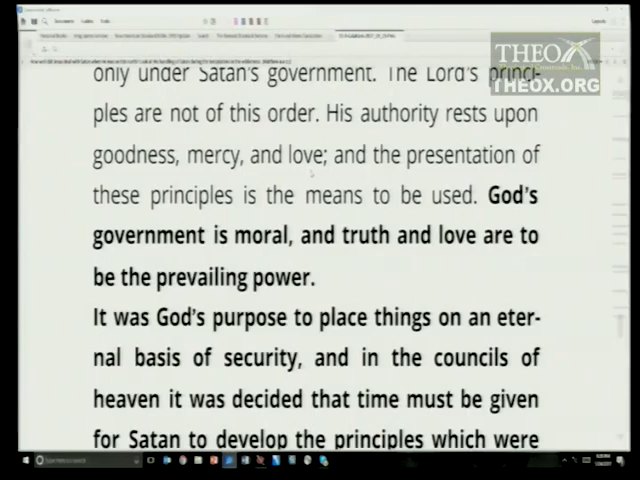 Documents
Guides
Tools
Layouts
THEOX
THEOX.ORG
only under Satan's government. The Lord's princi-
ples are not of this order. His authority rests upon
goodness, mercy, and love; and the presentation of
these principles is the means to be used. God's
government is moral, and truth and love are to
be the prevailing power.
It was God's purpose to place things on an eter-
nal basis of security, and in the councils of
heaven it was decided that time must be given
for Satan to develop the principles which were